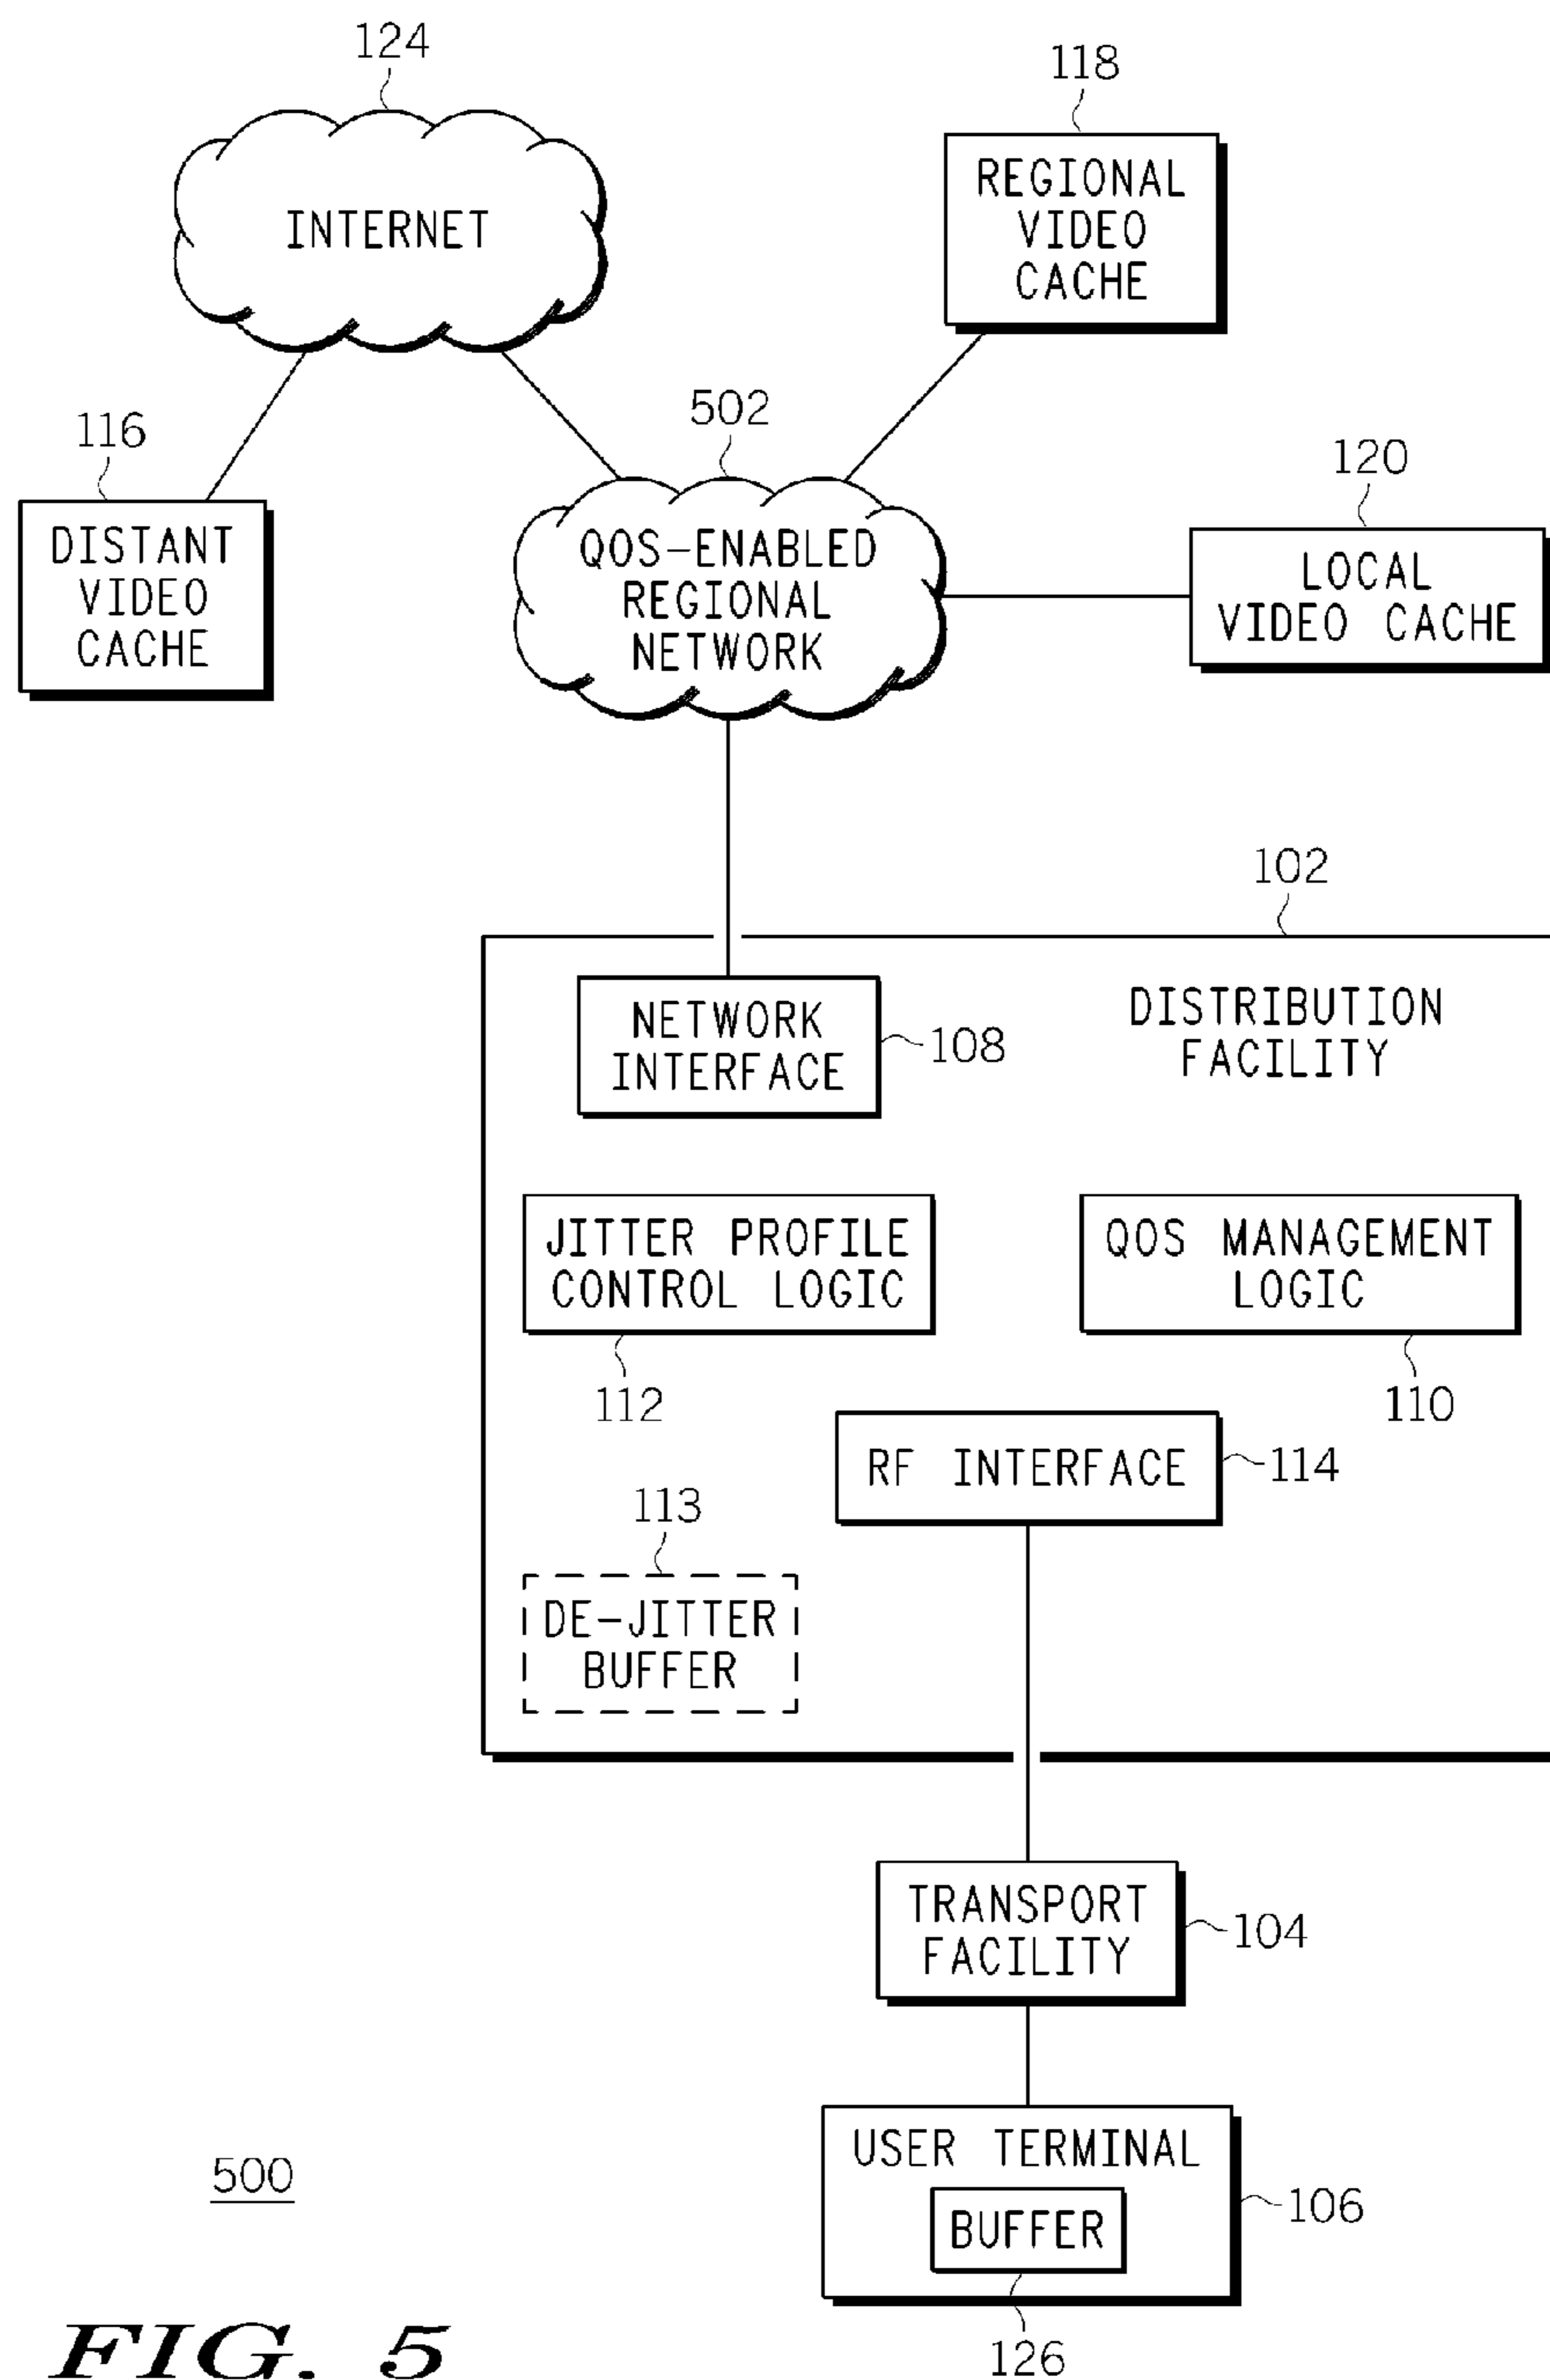 124
118
INTERNET
REGIONAL
VIDEO
CACHE
502
116
120
DISTANT
VIDEO
CACHE
QOS-ENABLED
REGIONAL
NETWORK
LOCAL
VIDEO CACHE
102
NETWORK
INTERFACE
108
DISTRIBUTION
FACILITY
JITTER PROFILE
CONTROL LOGIC
QOS MANAGEMENT
LOGIC
112
110
RF INTERFACE
114
113
DE-JITTER
BUFFER
TRANSPORT
FACILITY
104
USER TERMINAL
BUFFER
106
126
500
FIG. 5